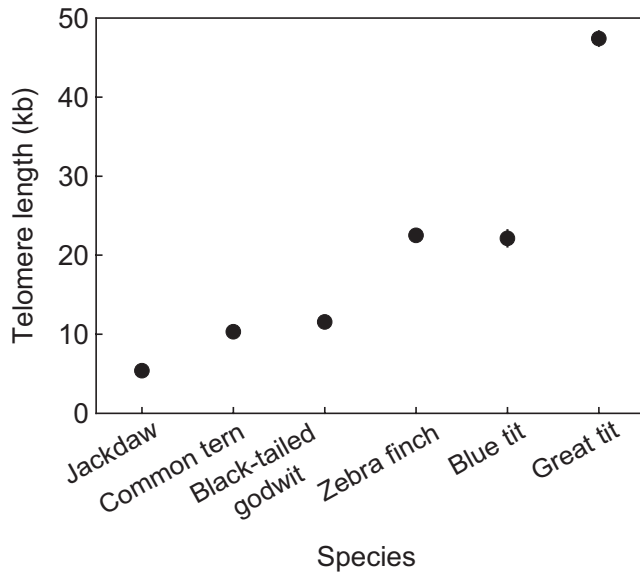 Telomere length (kb)
50
40
30
20
10
0
Jackdaw
Common tern
Black-tailed
godwit
Zebra finch
Blue tit
Great tit
Species